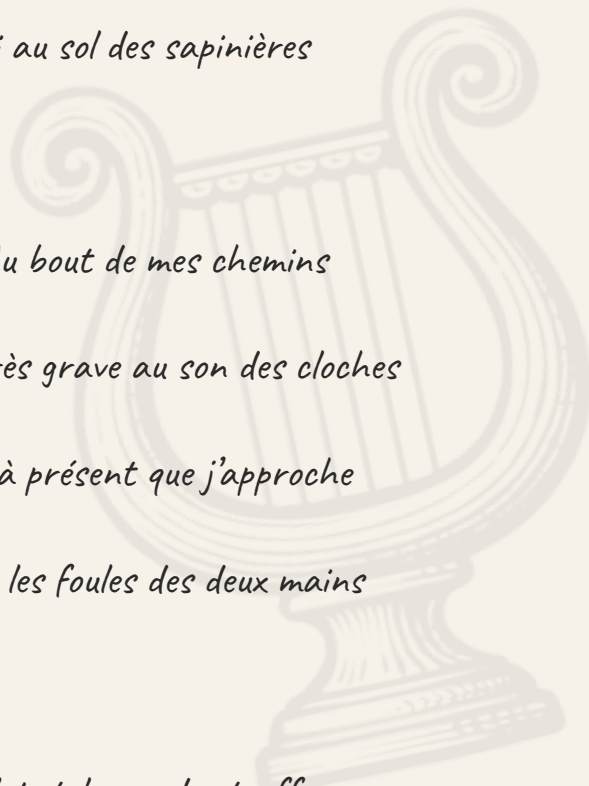 au sol des sapinières
bout de mes chemins
grave au son des cloches
à présent que j’approche
les foules des deux mains